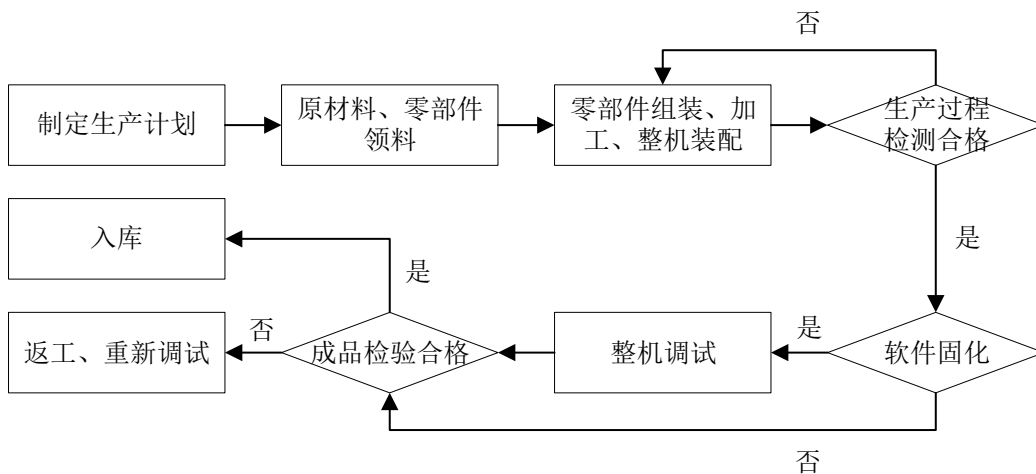 否
制定生产计划
原材料、零部件
领料
零部件组装、加
工、整机装配
生产过程
检测合格
入库
是
是
返工、重新调试
否
成品检验合格
整机调试
是
软件固化
否